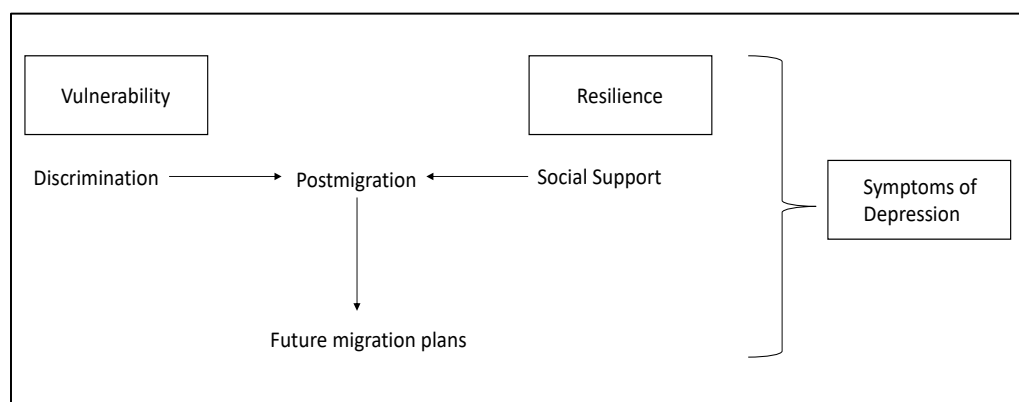 Vulnerability
Resilience
Discrimination
Postmigration
Social Support
Symptoms of
Depression
Future migration plans